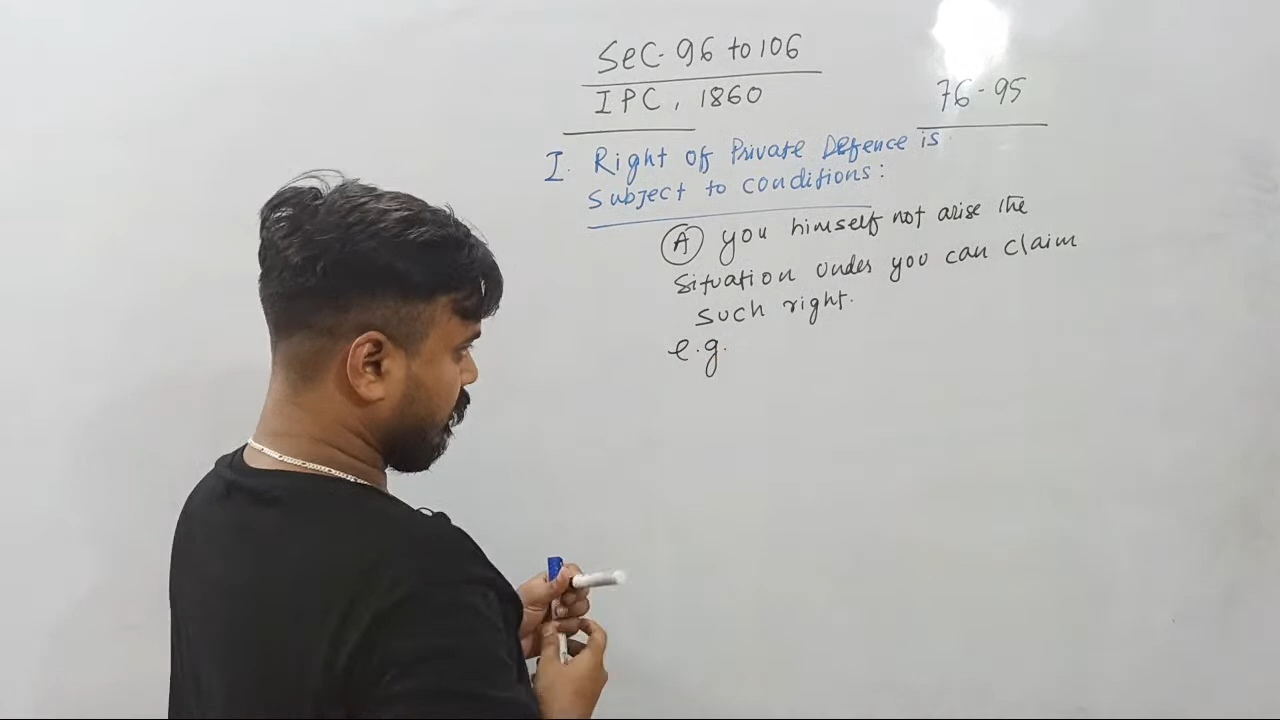 Sec. 96 to 106
IPC, 1860
76-95
I. Right of Private Defence is
subject to conditions:
(A) you himself not arise the
situation under you can claim
such right.
e.g.